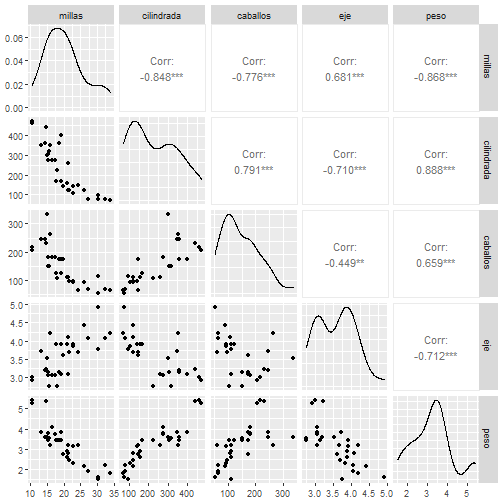 millas cilindrada caballos eje peso
0.06
0.04
0.02
0.00
Corr:
-0.848***
Corr:
-0.776***
Corr:
0.681***
Corr:
-0.868***
millas
400
300
200
100
Corr:
0.791***
Corr:
-0.710***
Corr:
0.888***
cilindrada
300
200
100
Corr:
-0.449**
Corr:
0.659***
caballos
5.0
4.5
4.0
3.5
3.0
Corr:
-0.712***
eje
5
4
3
2
peso
10 15 20 25 30 35 100 200 300 400 100 200 300 3.0 3.5 4.0 4.5 5.0 2 3 4 5